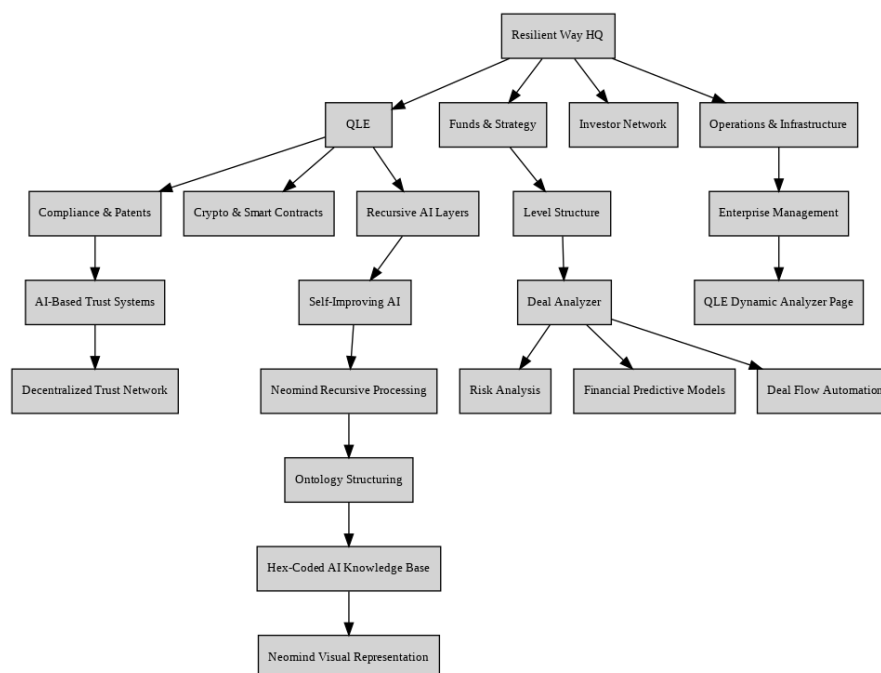 Resilient Way HQ
QLE
Funds & Strategy
Investor Network
Operations & Infrastructure
Compliance & Patents
Crypto & Smart Contracts
Recursive AI Layers
Level Structure
Enterprise Management
AI-Based Trust Systems
Self-Improving AI
Deal Analyzer
QLE Dynamic Analyzer Page
Decentralized Trust Network
Neomind Recursive Processing
Risk Analysis
Financial Predictive Models
Deal Flow Automation
Ontology Structuring
Hex-Coded AI Knowledge Base
Neomind Visual Representation